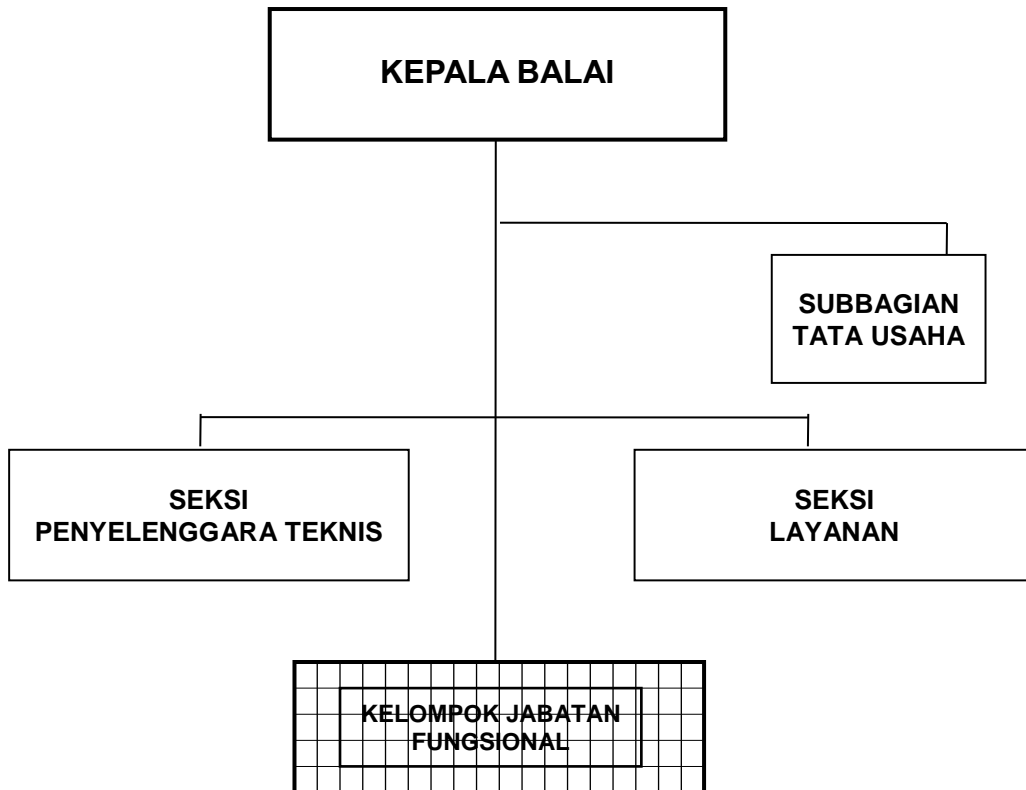 KEPALA BALAI
SUBBAGIAN
TATA USAHA
SEKSI
PENYELENGGARA TEKNIS
SEKSI
LAYANAN
KELOMPOK JABATAN
FUNGSIONAL